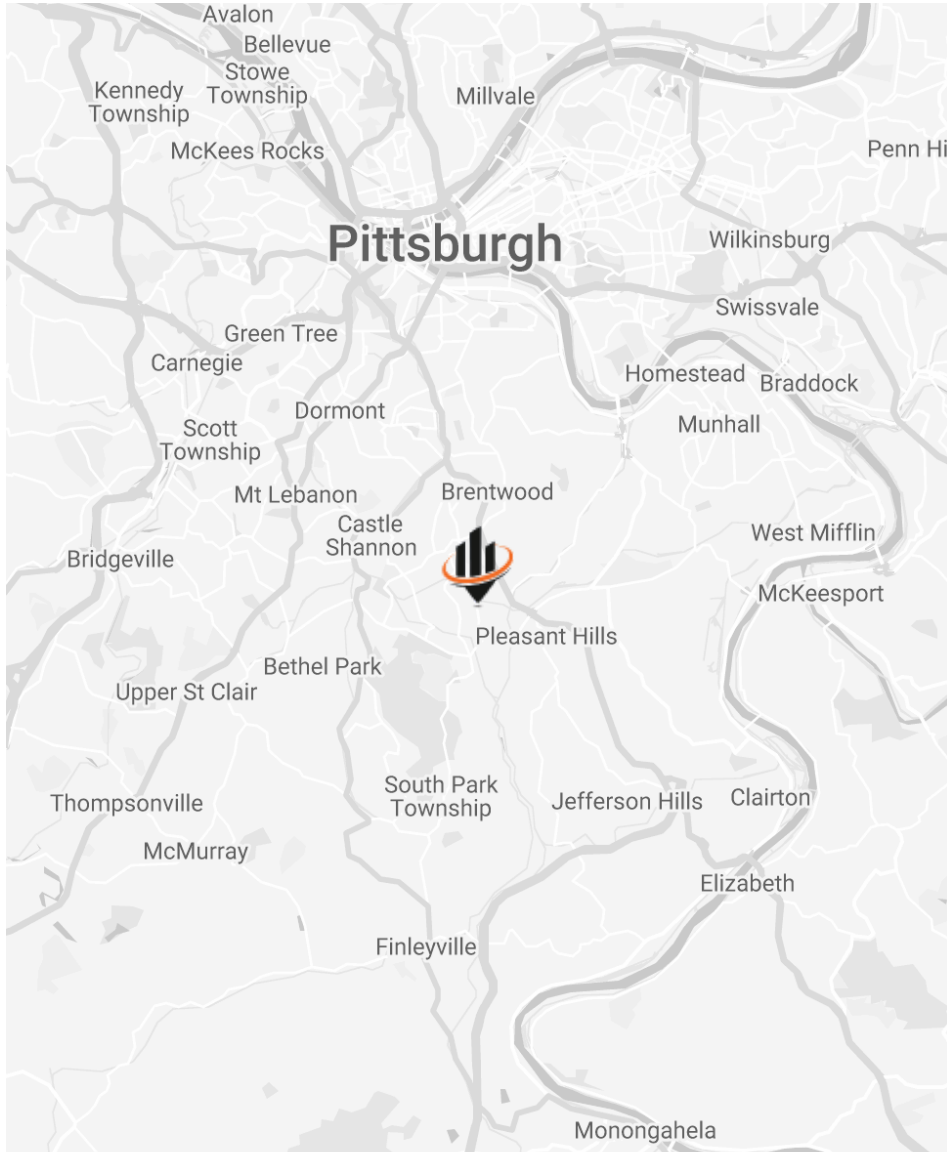 Avalon
Bellevue
Stowe
Township
Kennedy
Township
Millvale
McKees Rocks
Penn Hi
Pittsburgh
Wilkinsburg
Swissvale
Green Tree
Carnegie
Homestead
Braddock
Dormont
Munhall
Scott
Township
Mt Lebanon
Brentwood
Castle
Shannon
West Mifflin
Bridgeville
McKeesport
Pleasant Hills
Bethel Park
Upper St Clair
South Park
Township
Thompsonville
Jefferson Hills
Clairton
McMurray
Elizabeth
Finleyville
Monongahela